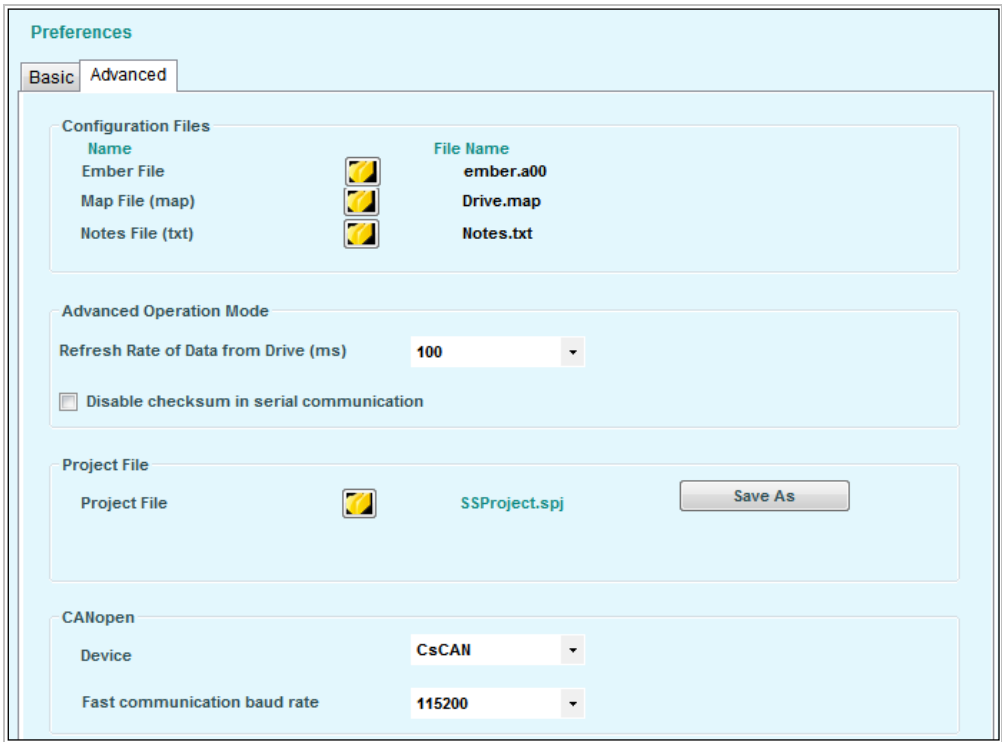 Preferences
Basic Advanced
Configuration Files
Name File Name
Ember File ember.a00
Map File (map) Drive.map
Notes File (txt) Notes.txt
Advanced Operation Mode
Refresh Rate of Data from Drive (ms) 100
Disable checksum in serial communication
Project File
Project File SSProject.spj Save As
CANopen
Device CsCAN
Fast communication baud rate 115200